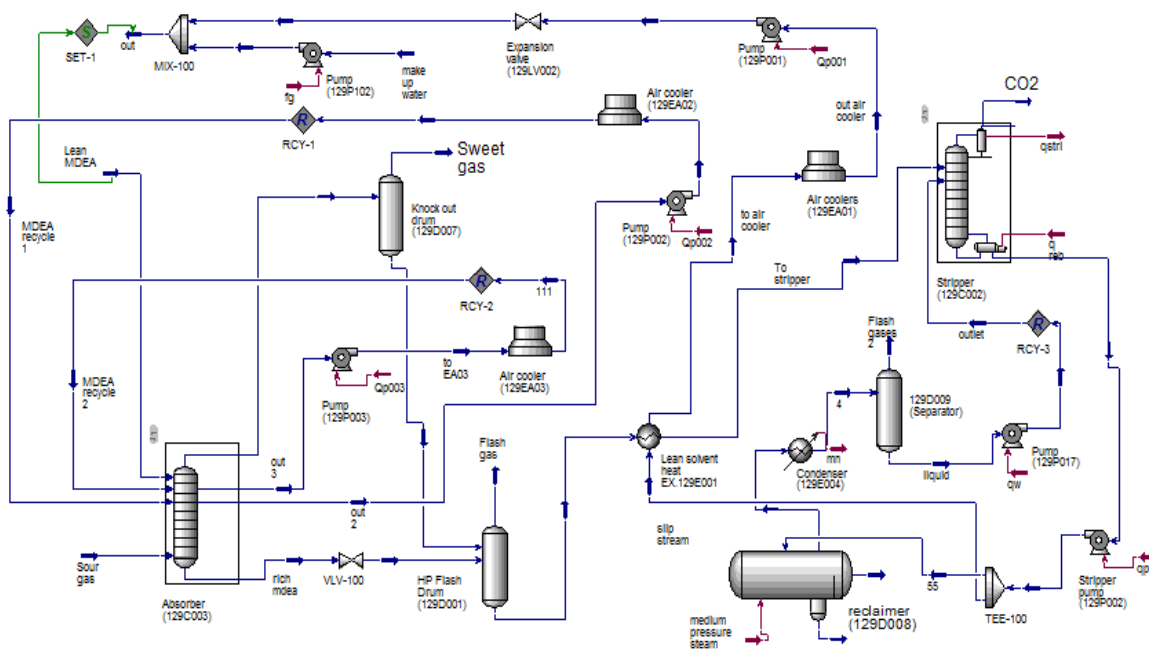 S
SET-1
out
MIX-100
fg
Pump
(129P102)
make
up
water
Expansion
valve
(129LV002)
Pump
(129P001)
Qp001
out air
cooler
CO2
qstrl
q
reb
Stripper
(129C002)
R
RCY-1
Air cooler
(129EA02)
Lean
MDEA
Sweet
gas
Knock out
drum
(129D007)
Pump
(129P002)
Qp002
to air
cooler
Air coolers
(129EA01)
MDEA
recycle
1
R
RCY-2
111
To
stripper
Flash
gases
2
outlet
R
RCY-3
MDEA
recycle
2
Pump
(129P003)
Qp003
to
EA03
Air cooler
(129EA03)
4
129D009
(Separator)
mn
Condenser
(129E004)
liquid
Pump
(129P017)
qw
out
3
out
2
Flash
gas
Lean solvent
heat
EX.129E001
Sour
gas
Absorber
(129C003)
rich
mdea
VLV-100
HP Flash
Drum
(129D001)
slip
stream
55
reclaimer
(129D008)
medium
pressure
steam
TEE-100
Stripper
pump
(129P002)
qp